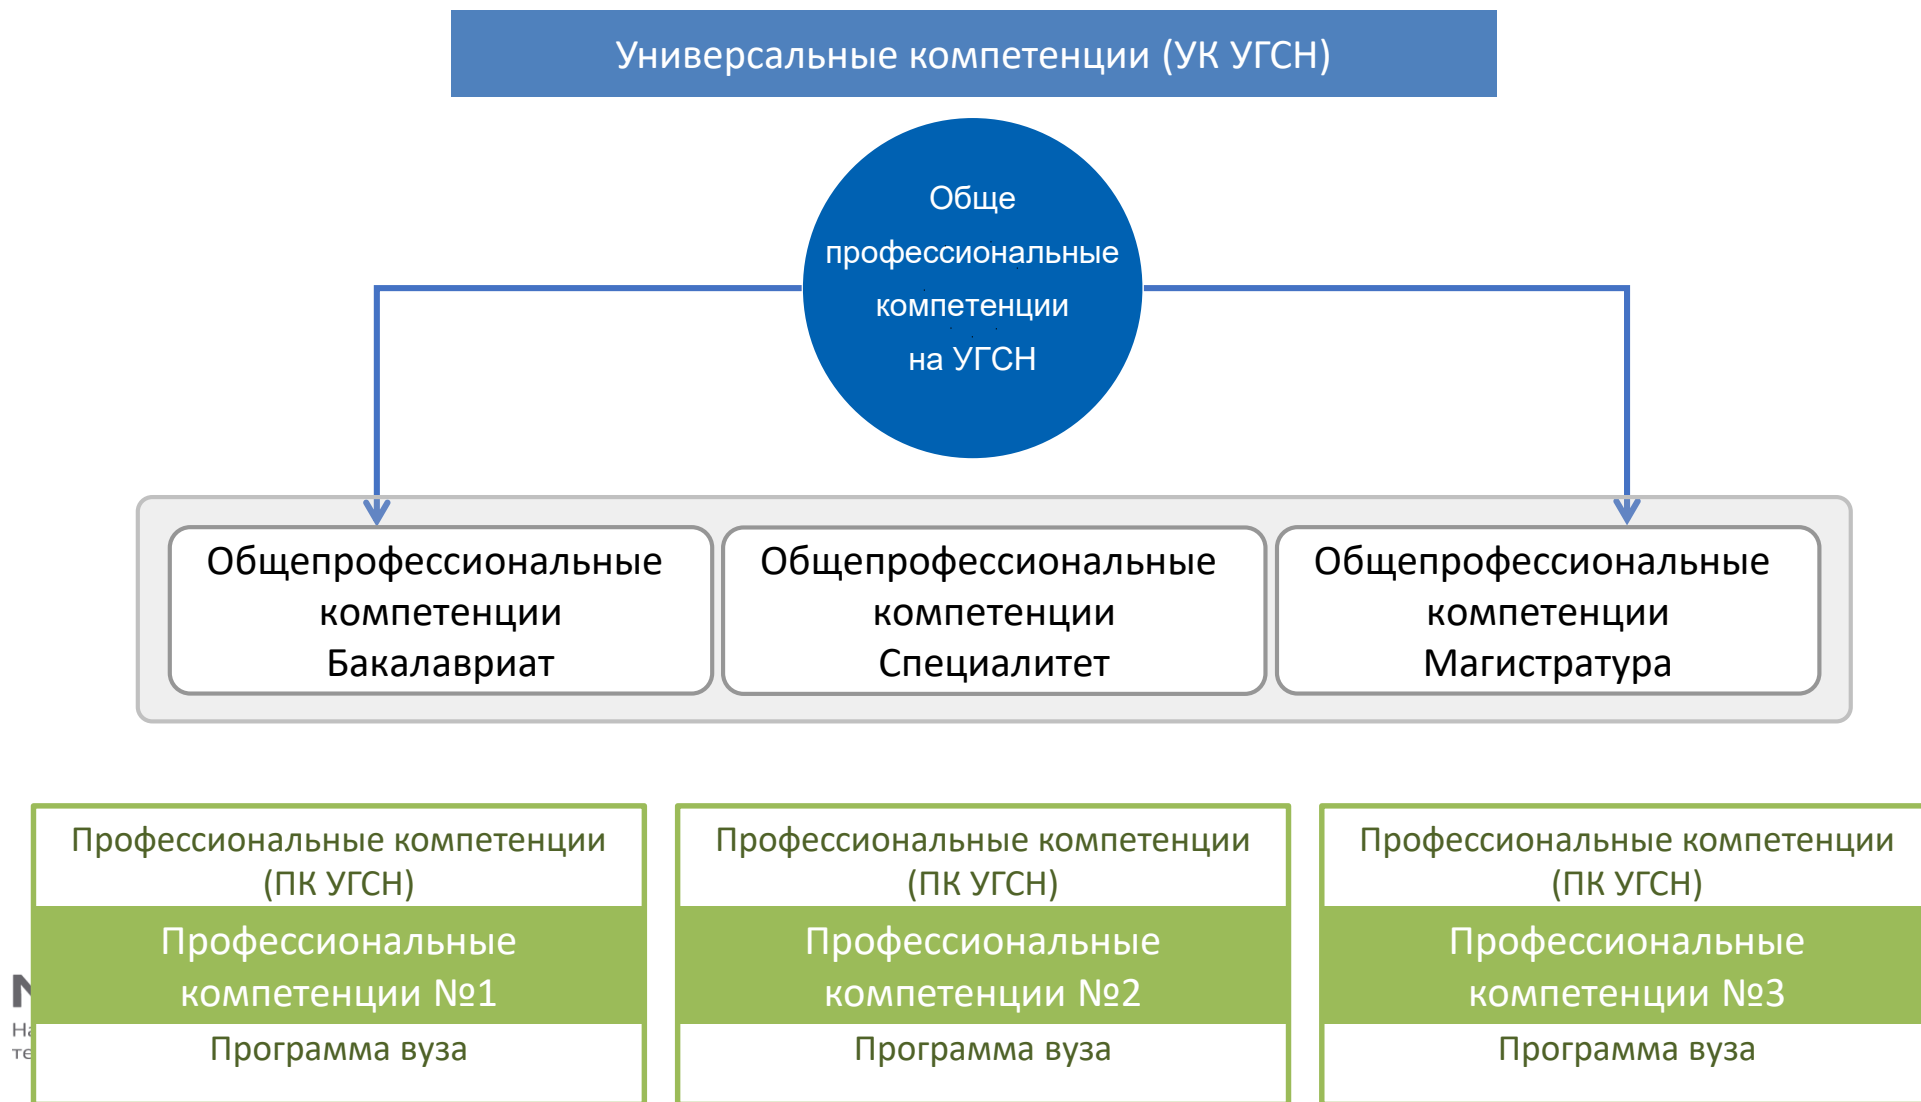 Универсальные компетенции (УК УГСН)
Обще
профессиональные
компетенции
на УГСН
Общепрофессиональные
компетенции
Бакалавриат
Общепрофессиональные
компетенции
Специалитет
Общепрофессиональные
компетенции
Магистратура
Профессиональные компетенции
(ПК УГСН)
Профессиональные
компетенции №1
Программа вуза
Профессиональные компетенции
(ПК УГСН)
Профессиональные
компетенции №2
Программа вуза
Профессиональные компетенции
(ПК УГСН)
Профессиональные
компетенции №3
Программа вуза